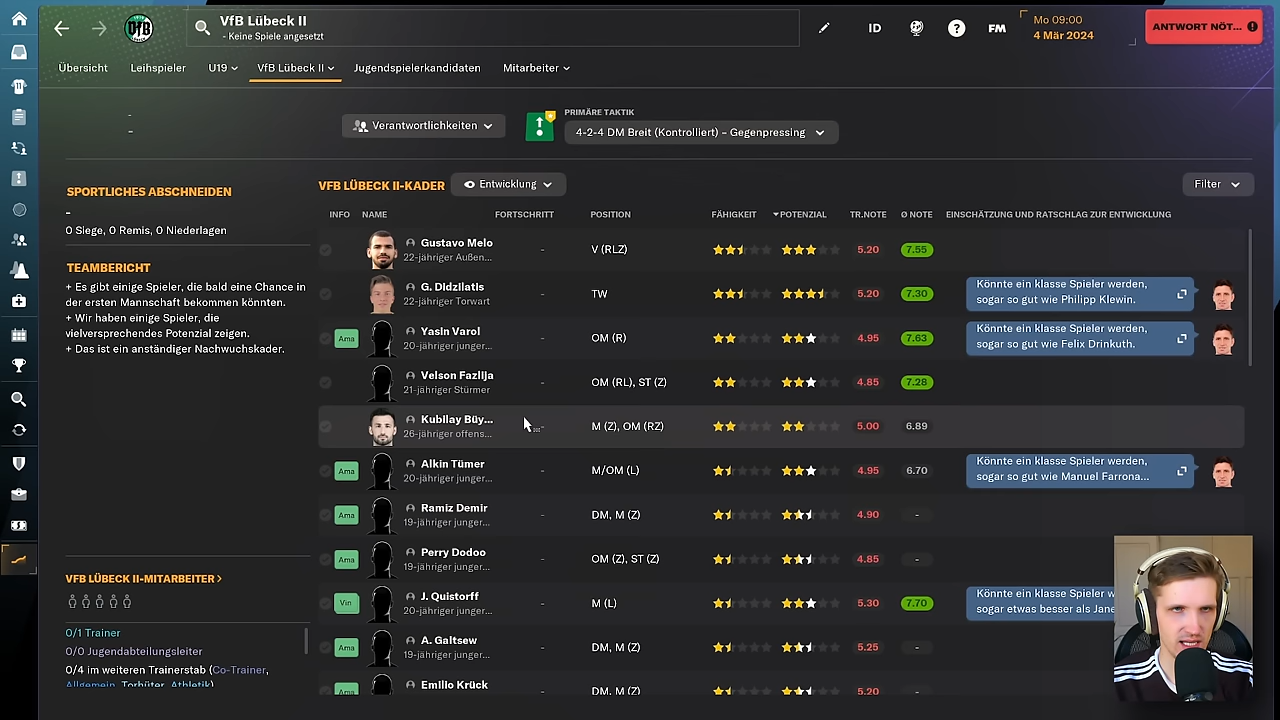 VfB Lübeck II
- Keine Spiele angesetzt
ID
?
FM
Mo 09:00
4 Mär 2024
ANTWORT NÖT...
Übersicht
Leihspieler
U19
VfB Lübeck II
Jugendspielerkandidaten
Mitarbeiter
-
-
Verantwortlichkeiten
PRIMÄRE TAKTIK
4-2-4 DM Breit (Kontrolliert) – Gegenpressing
SPORTLICHES ABSCHNEIDEN
-
0 Siege, 0 Remis, 0 Niederlagen
TEAMBERICHT
+ Es gibt einige Spieler, die bald eine Chance in
der ersten Mannschaft bekommen könnten.
+ Wir haben einige Spieler, die
vielversprechendes Potenzial zeigen.
+ Das ist ein anständiger Nachwuchskader.
VFB LÜBECK II-MITARBEITER >
0/1 Trainer
0/0 Jugendabteilungsleiter
0/4 im weiteren Trainerstab (Co-Trainer,
Allgemein, Torhüter, Athletik)
VFB LÜBECK II-KADER
Entwicklung
Filter
INFO NAME FORTSCHRITT POSITION FÄHIGKEIT POTENZIAL TR.NOTE Ø NOTE EINSCHÄTZUNG UND RATSCHLAG ZUR ENTWICKLUNG
Gustavo Melo
22-jähriger Außen...
- V (RLZ) 5.20 7.55
G. Didzilatis
22-jähriger Torwart
- TW 5.20 7.30
Könnte ein klasse Spieler werden,
sogar so gut wie Philipp Klewin.
Ama
Yasin Varol
20-jähriger junger...
- OM (R) 4.95 7.63
Könnte ein klasse Spieler werden,
sogar so gut wie Felix Drinkuth.
Velson Fazlija
21-jähriger Stürmer
- OM (RL), ST (Z) 4.85 7.28
Kubilay Büy...
26-jähriger offens...
- M (Z), OM (RZ) 5.00 6.89
Ama
Alkin Tümer
20-jähriger junger...
- M/OM (L) 4.95 6.70
Könnte ein klasse Spieler werden,
sogar so gut wie Manuel Farrona...
Ama
Ramiz Demir
19-jähriger junger...
- DM, M (Z) 4.90 -
Ama
Perry Dodoo
19-jähriger junger...
- OM (Z), ST (Z) 4.85 -
Vin
J. Quistorff
20-jähriger junger...
- M (L) 5.30 7.70
Könnte ein klasse Spieler w
sogar etwas besser als Jane
Ama
A. Galtsew
19-jähriger junger...
- DM, M (Z) 5.25 -
Ama
Emilio Krück
- DM, M (Z) 5.20 -